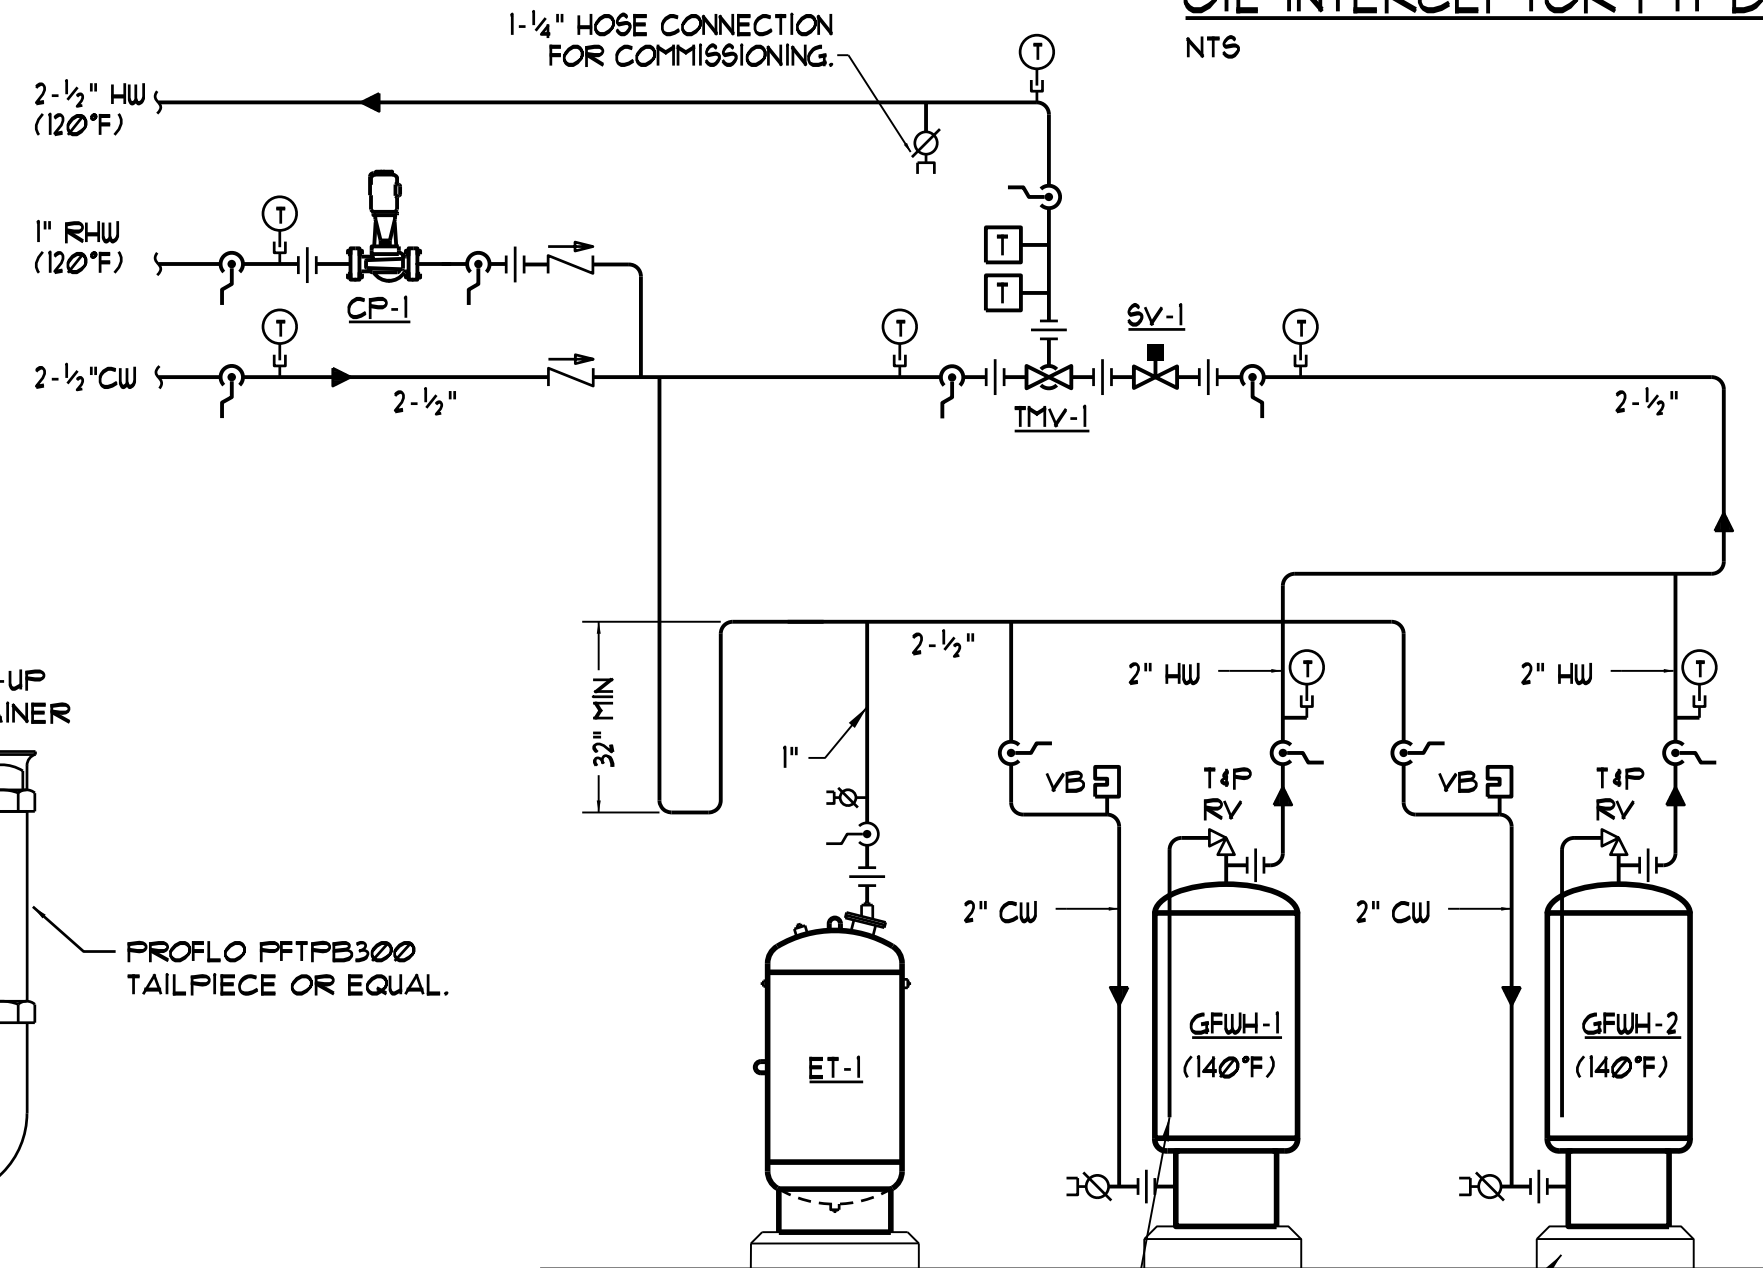 NTS
1-1/4" HOSE CONNECTION
FOR COMMISSIONING.
T
2-1/2" HW
(120°F)
T
1" RHW
(120°F)
CP-1
T
T
T
T
SV-1
T
2-1/2"CW
2-1/2"
TMV-1
2-1/2"
2-1/2"
32" MIN
2" HW
T
2" HW
T
1"
VB
T&P
RV
VB
T&P
RV
2" CW
2" CW
PROFLO PFTPB300
TAILPIECE OR EQUAL.
ET-1
GFWH-1
(140°F)
GFWH-2
(140°F)
-UP